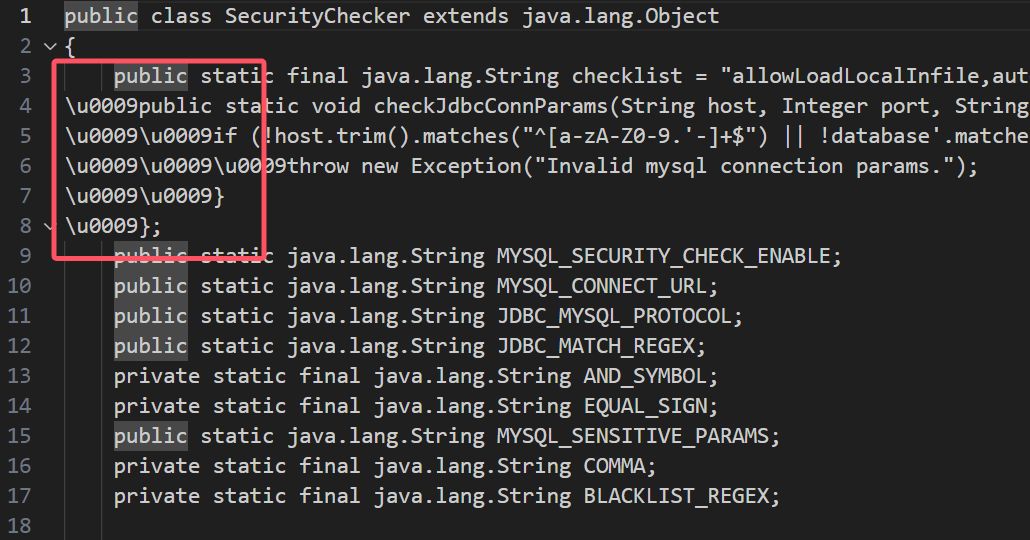 1 public class SecurityChecker extends java.lang.Object
2 {
3 public static final java.lang.String checklist = "allowLoadLocalInfile,aut
4 \u0009public static void checkJdbcConnParams(String host, Integer port, String
5 \u0009\u0009if (!host.trim().matches("^[a-zA-Z0-9.'-]+$") || !database'.matche
6 \u0009\u0009\u0009throw new Exception("Invalid mysql connection params.");
7 \u0009\u0009}
8 \u0009};
9 public static java.lang.String MYSQL_SECURITY_CHECK_ENABLE;
10 public static java.lang.String MYSQL_CONNECT_URL;
11 public static java.lang.String JDBC_MYSQL_PROTOCOL;
12 public static java.lang.String JDBC_MATCH_REGEX;
13 private static final java.lang.String AND_SYMBOL;
14 private static final java.lang.String EQUAL_SIGN;
15 public static java.lang.String MYSQL_SENSITIVE_PARAMS;
16 private static final java.lang.String COMMA;
17 private static final java.lang.String BLACKLIST_REGEX;
18